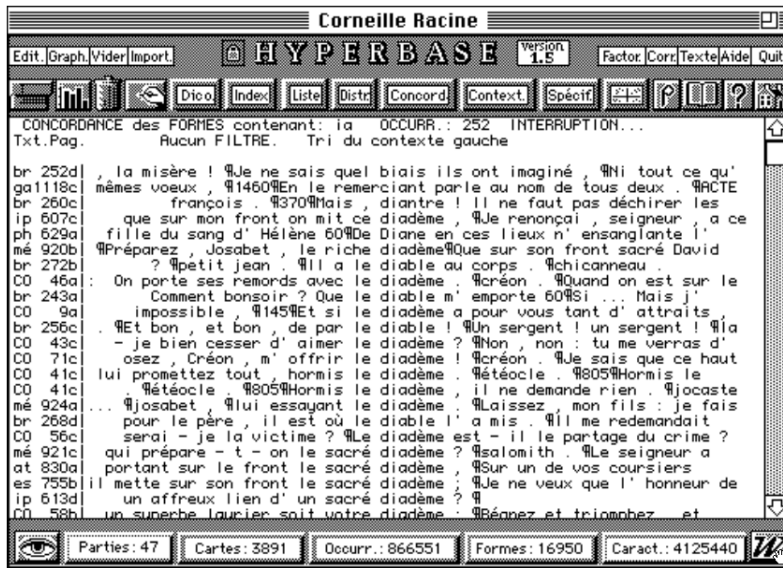 Corneille Racine
Edit. Graph. Vider Import. HYPERBASE version 1.5 Factor. Corr. Texte Aide Quit
Dico. Index Liste Distr. Concord. Context. Spécif. P ?
CONCORDANCE des FORMES contenant: ia OCCURR.: 252 INTERRUPTION...
Txt.Pag. Aucun FILTRE. Tri du contexte gauche
br 252d| , la misère ! ¶Je ne sais quel biais ils ont imaginé , ¶Ni tout ce qu'
ga1118c| mêmes voeux , ¶1460¶En le remerciant parle au nom de tous deux . ¶ACTE
br 260c| françois . ¶370¶Mais , diantre ! Il ne faut pas déchirer les
ip 607c| que sur mon front on mit ce diadème , ¶Je renonçai , seigneur , a ce
ph 629a| fille du sang d' Hélène 60¶De Diane en ces lieux n' ensanglante l'
mé 920b| ¶Préparez , Josabet , le riche diadème¶Que sur son front sacré David
br 272b| ? ¶petit jean . ¶Il a le diable au corps . ¶chicanneau .
CO 46a|: On porte ses remords avec le diadème . ¶créon . ¶Quand on est sur le
br 243a| Comment bonsoir ? Que le diable m' emporte 60¶Si ... Mais j'
CO 9a| impossible , ¶145¶Et si le diadème a pour vous tant d' attraits ,
br 256c| . ¶Et bon , et bon , de par le diable ! ¶Un sergent ! un sergent ! ¶la
CO 43c| - je bien cesser d' aimer le diadème ? ¶Non , non : tu me verras d'
CO 71c| osez , Créon , m' offrir le diadème ! ¶créon . ¶Je sais que ce haut
CO 41c| lui promettez tout , hormis le diadème . ¶étéocle . ¶805¶Hormis le
CO 41c| . ¶étéocle . ¶805¶Hormis le diadème , il ne demande rien . ¶jocaste
mé 924a|... ¶josabet , ¶lui essayant le diadème . ¶Laissez , mon fils : je fais
br 268d| pour le père , il est où le diable l' a mis . ¶Il me redemandait
CO 56c| serai - je la victime ? ¶Le diadème est - il le partage du crime ?
mé 921c| qui prépare - t - on le sacré diadème ? ¶salomith . ¶Le seigneur a
at 830a| portant sur le front le sacré diadème , ¶Sur un de vos coursiers
es 755b|il mette sur son front le sacré diadème ; ¶Je ne veux que l' honneur de
ip 613d| un affreux lien d' un sacré diadème ? ¶
CO 58b| un superbe laurier soit votre diadème : ¶Régnez et triomphez , et
Parties : 47 Cartes : 3891 Occurr. : 866551 Formes : 16950 Caract. : 4125440 W